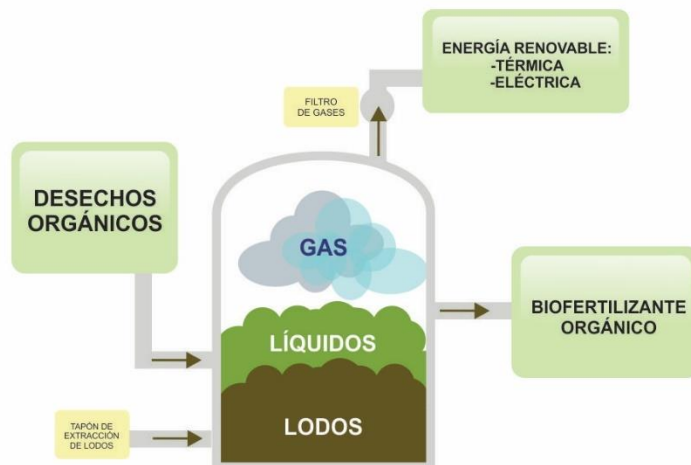 ENERGÍA RENOVABLE:
-TÉRMICA
-ELÉCTRICA
FILTRO
DE GASES
DESECHOS
ORGÁNICOS
GAS
BIOFERTILIZANTE
ORGÁNICO
LÍQUIDOS
TAPÓN DE
EXTRACCIÓN
DE LODOS
LODOS